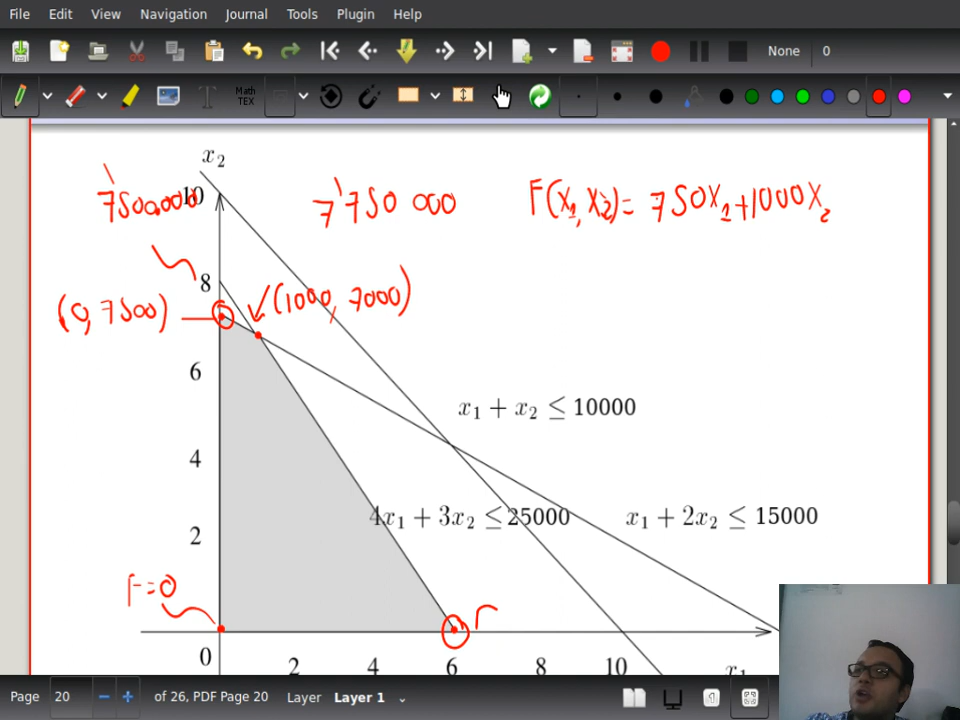 File Edit View Navigation Journal Tools Plugin Help
None 0
Math
TEX
x₂
7'500.000
10
7'750 000
F(X₁, X₂) = 750X₁+1000X₂
8
(0, 7500)
(1000, 7000)
6
x₁ + x₂ ≤ 10000
4
4x₁ + 3x₂ ≤ 25000
x₁ + 2x₂ ≤ 15000
2
F=0
0
2 4 6 8 10
x₁
Page 20 of 26, PDF Page 20 Layer Layer 1